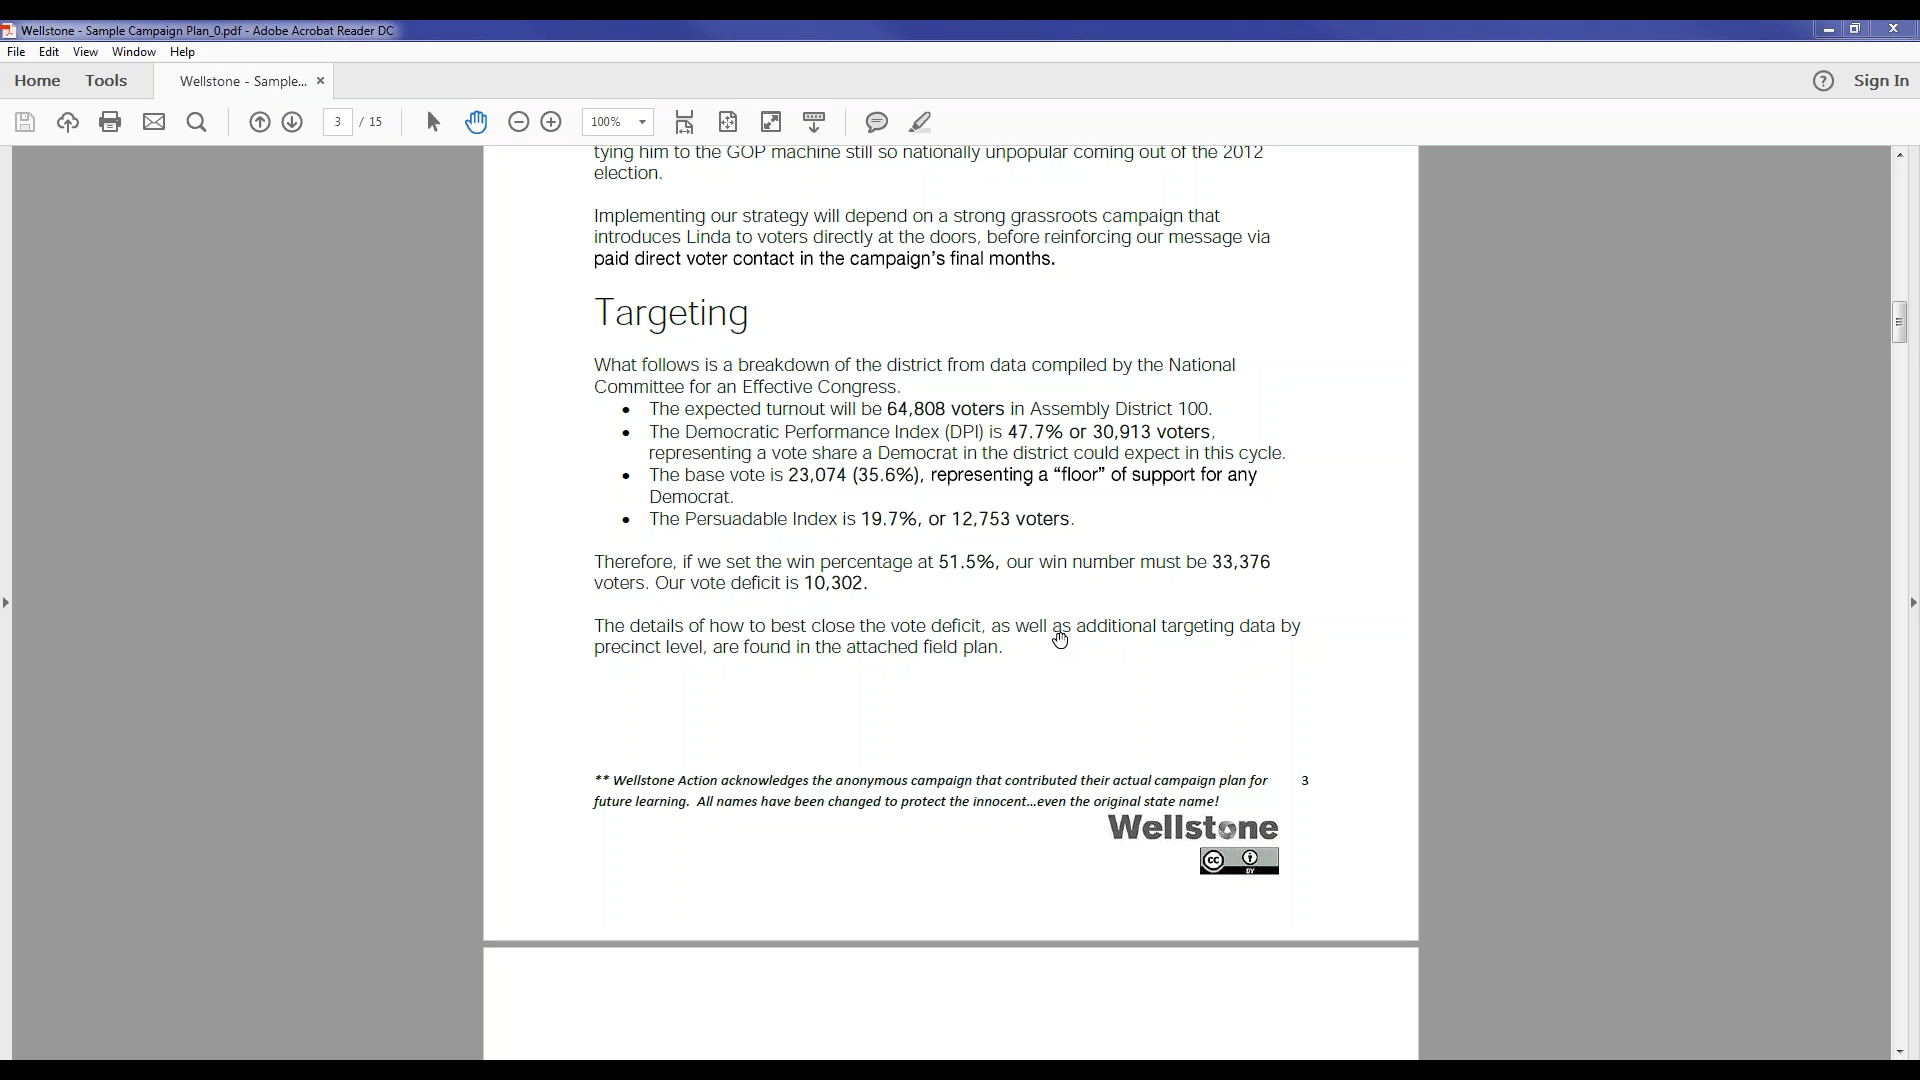 Wellstone - Sample Campaign Plan_0.pdf - Adobe Acrobat Reader DC
File Edit View Window Help
Home Tools Wellstone - Sample... × ? Sign In
3 / 15 100%
tying him to the GOP machine still so nationally unpopular coming out of the 2012
election.
Implementing our strategy will depend on a strong grassroots campaign that
introduces Linda to voters directly at the doors, before reinforcing our message via
paid direct voter contact in the campaign’s final months.
Targeting
What follows is a breakdown of the district from data compiled by the National
Committee for an Effective Congress.
• The expected turnout will be 64,808 voters in Assembly District 100.
• The Democratic Performance Index (DPI) is 47.7% or 30,913 voters,
representing a vote share a Democrat in the district could expect in this cycle.
• The base vote is 23,074 (35.6%), representing a “floor” of support for any
Democrat.
• The Persuadable Index is 19.7%, or 12,753 voters.
Therefore, if we set the win percentage at 51.5%, our win number must be 33,376
voters. Our vote deficit is 10,302.
The details of how to best close the vote deficit, as well as additional targeting data by
precinct level, are found in the attached field plan.
** Wellstone Action acknowledges the anonymous campaign that contributed their actual campaign plan for 3
future learning. All names have been changed to protect the innocent...even the original state name!
Wellstone
cc
BY